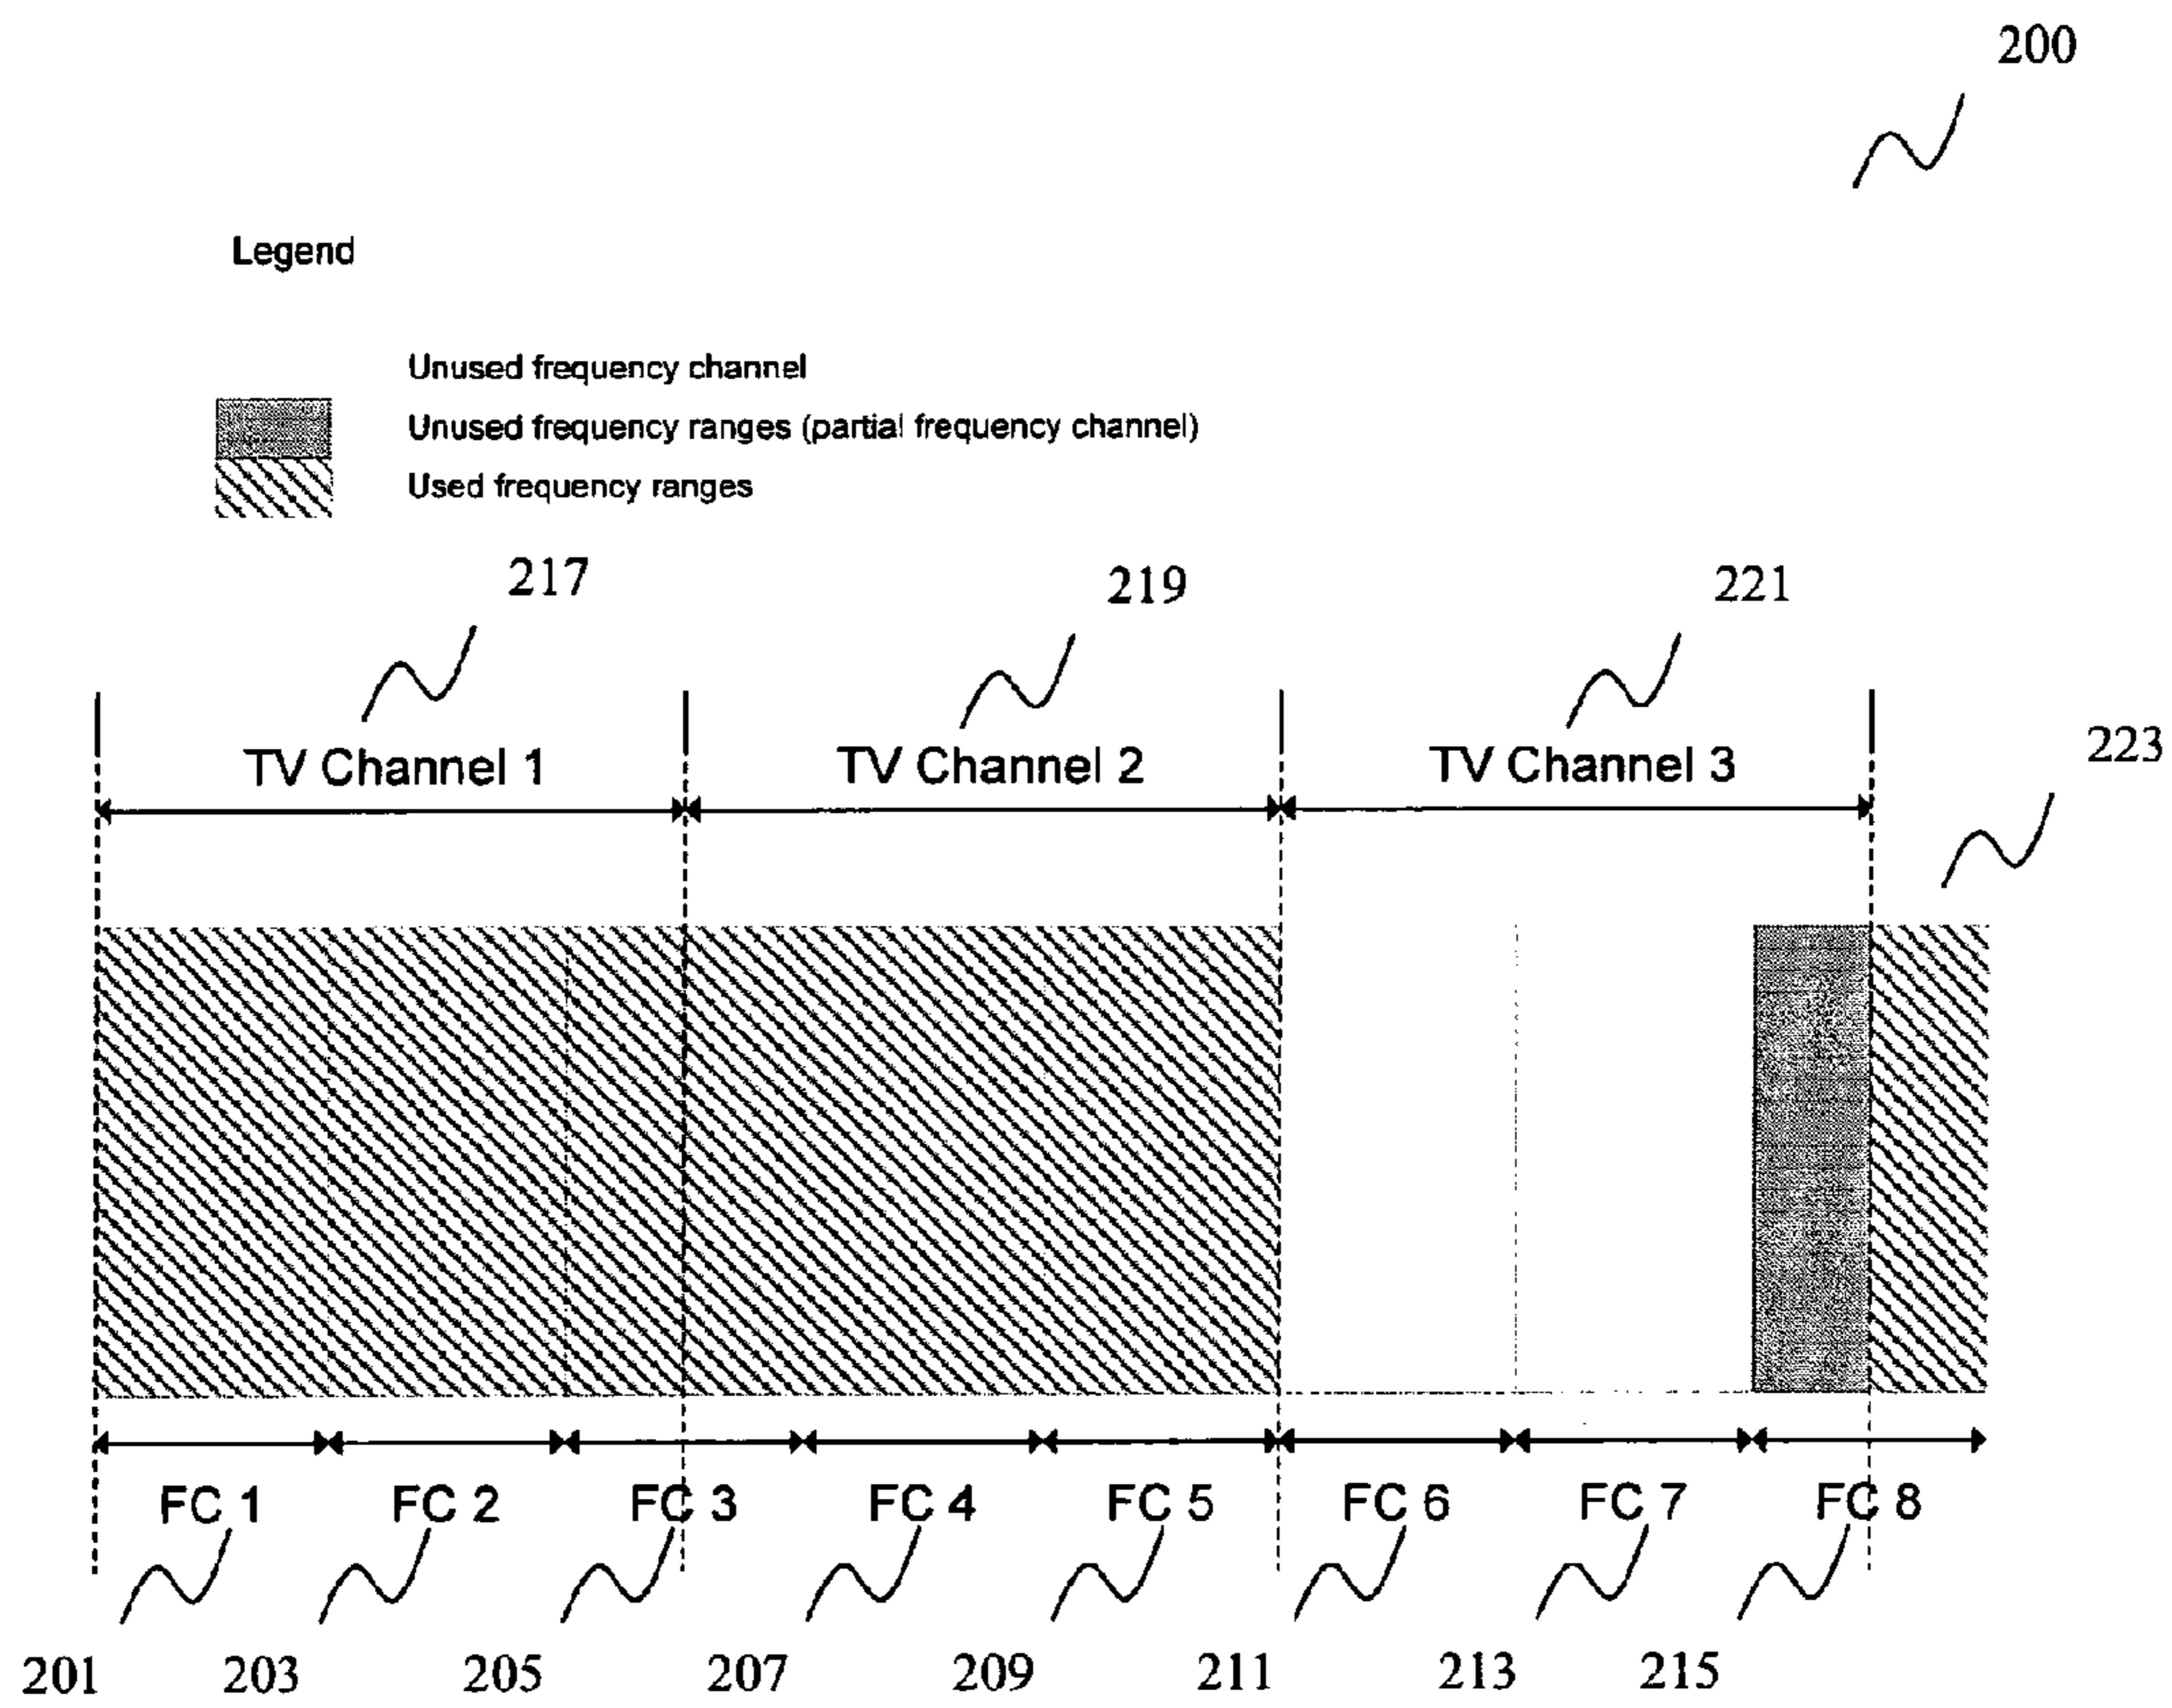 200
Legend
Unused frequency channel
Unused frequency ranges (partial frequency channel)
Used frequency ranges
217 219 221
TV Channel 1 TV Channel 2 TV Channel 3
223
FC 1 FC 2 FC 3 FC 4 FC 5 FC 6 FC 7 FC 8
201 203 205 207 209 211 213 215